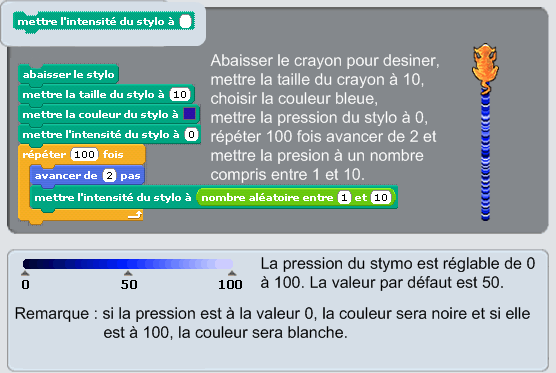 mettre l'intensité du stylo à
abaisser le stylo
mettre la taille du stylo à 10
mettre la couleur du stylo à
mettre l'intensité du stylo à 0
répéter 100 fois
avancer de 2 pas
mettre l'intensité du stylo à nombre aléatoire entre 1 et 10
Abaisser le crayon pour desiner,
mettre la taille du crayon à 10,
choisir la couleur bleue,
mettre la pression du stylo à 0,
répéter 100 fois avancer de 2 et
mettre la presion à un nombre
compris entre 1 et 10.
0 50 100
La pression du stymo est réglable de 0
à 100. La valeur par défaut est 50.
Remarque : si la pression est à la valeur 0, la couleur sera noire et si elle
est à 100, la couleur sera blanche.